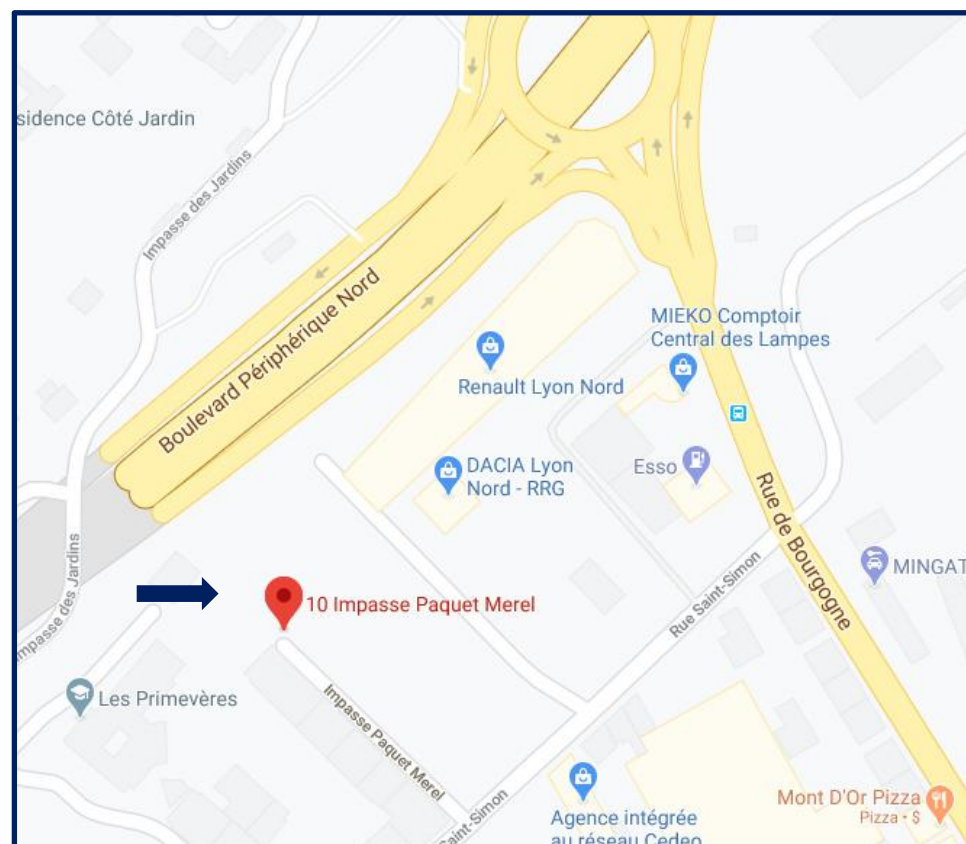 sidence Côté Jardin
Impasse des Jardins
Boulevard Périphérique Nord
MIEKO Comptoir
Central des Lampes
Renault Lyon Nord
DACIA Lyon
Nord - RRG
Esso
Rue de Bourgogne
MINGAT
Rue Saint-Simon
Impasse des Jardins
10 Impasse Paquet Merel
Les Primevères
Impasse Paquet Merel
Saint-Simon
Agence intégrée
au réseau Cedeo
Mont D'Or Pizza
Pizza · $